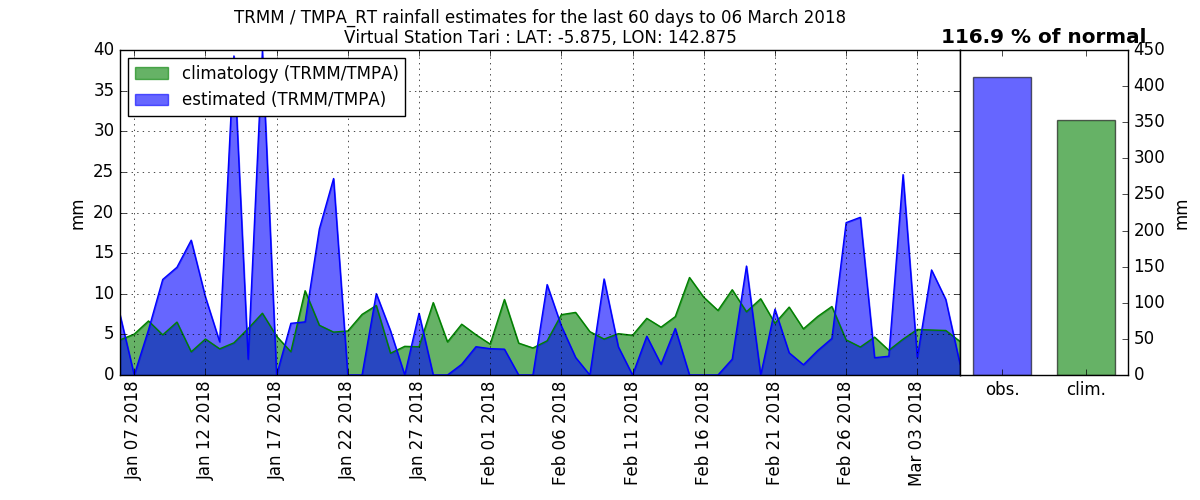 TRMM / TMPA_RT rainfall estimates for the last 60 days to 06 March 2018
Virtual Station Tari : LAT: -5.875, LON: 142.875
116.9 % of normal
climatology (TRMM/TMPA)
estimated (TRMM/TMPA)
40
35
30
25
20
15
10
5
0
mm
Jan 07 2018
Jan 12 2018
Jan 17 2018
Jan 22 2018
Jan 27 2018
Feb 01 2018
Feb 06 2018
Feb 11 2018
Feb 16 2018
Feb 21 2018
Feb 26 2018
Mar 03 2018
450
400
350
300
250
200
150
100
50
0
mm
obs.
clim.